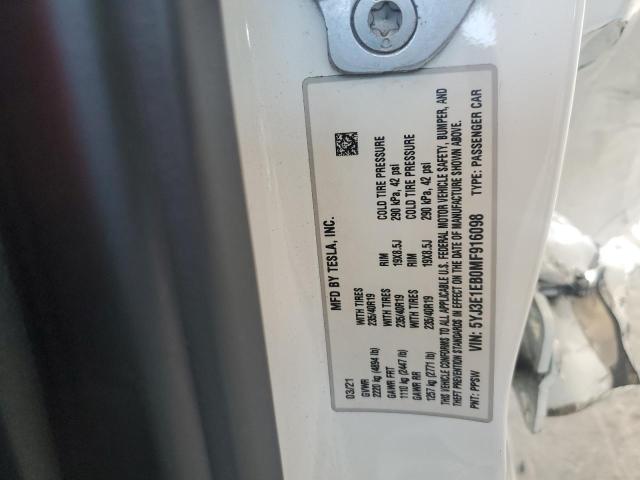 MFD BY TESLA, INC.
03/21
GVWR WITH TIRES RIM COLD TIRE PRESSURE
2220 kg (4894 lb) 235/40R19 19X8.5J 290 kPa, 42 psi
GAWR FRT WITH TIRES RIM COLD TIRE PRESSURE
1110 kg (2447 lb) 235/40R19 19X8.5J 290 kPa, 42 psi
GAWR RR WITH TIRES RIM COLD TIRE PRESSURE
1257 kg (2771 lb) 235/40R19 19X8.5J 290 kPa, 42 psi
THIS VEHICLE CONFORMS TO ALL APPLICABLE U.S. FEDERAL MOTOR VEHICLE SAFETY, BUMPER, AND
THEFT PREVENTION STANDARDS IN EFFECT ON THE DATE OF MANUFACTURE SHOWN ABOVE.
PNT: PPSW VIN: 5YJ3E1EB0MF916098 TYPE: PASSENGER CAR